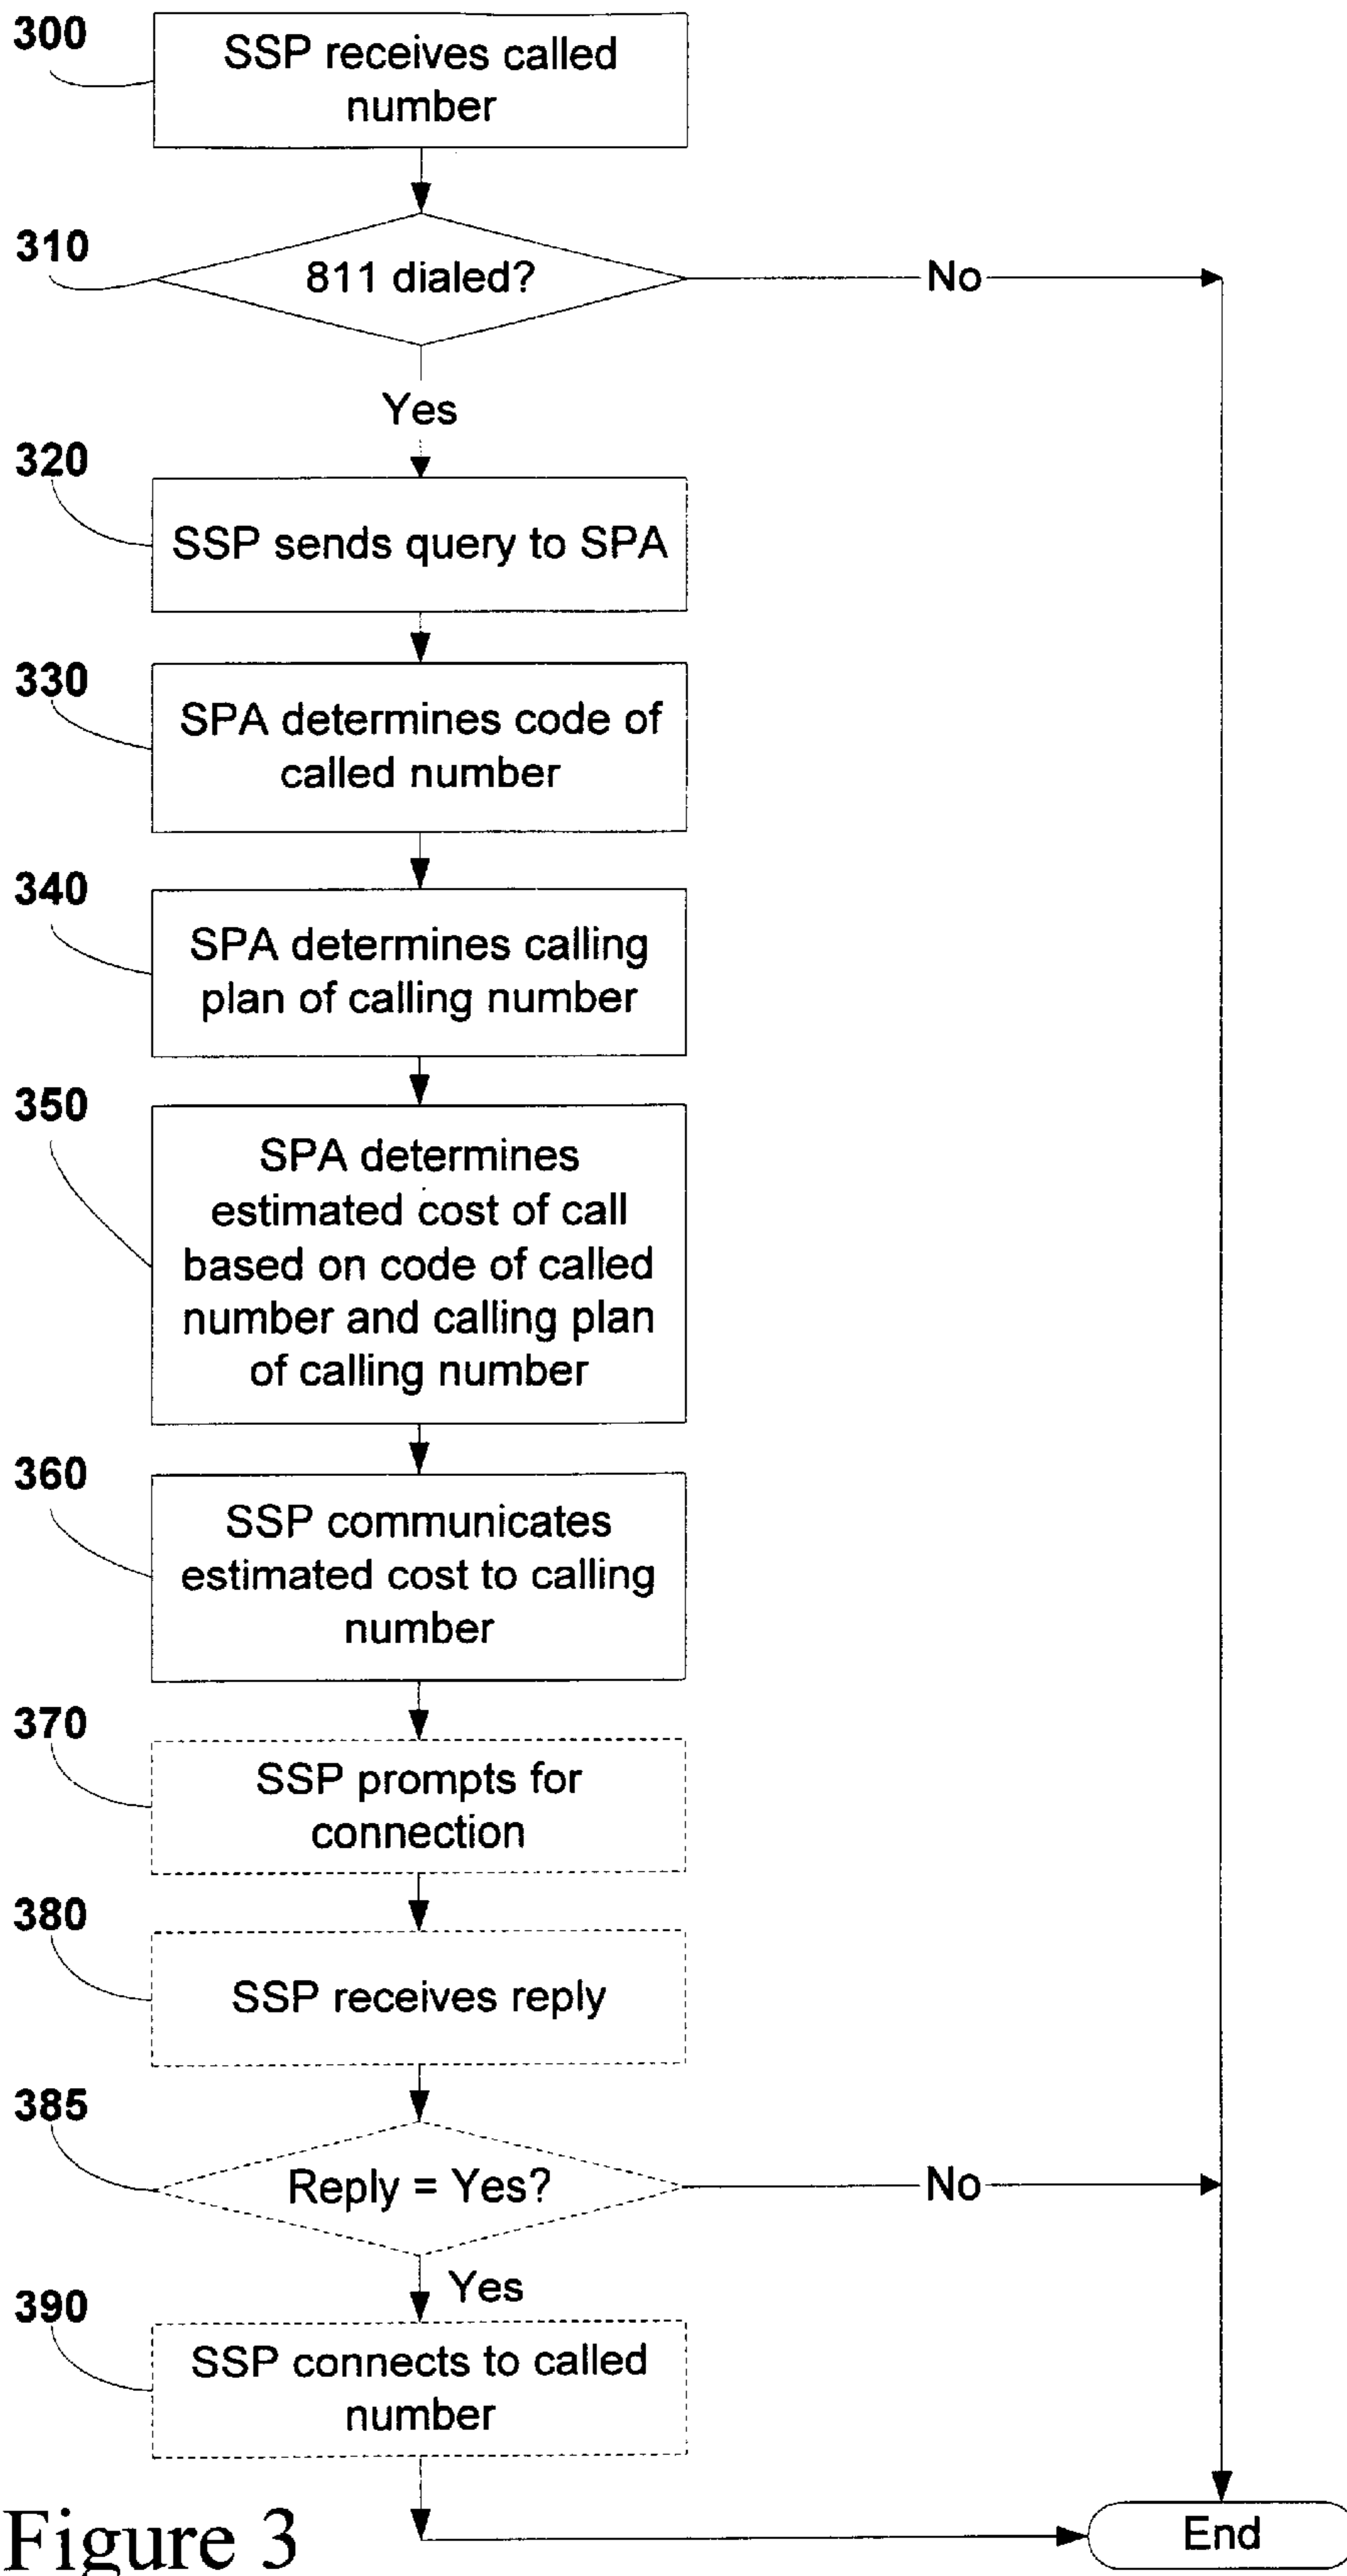 300
SSP receives called
number
310
811 dialed?
No
Yes
320
SSP sends query to SPA
330
SPA determines code of
called number
340
SPA determines calling
plan of calling number
350
SPA determines
estimated cost of call
based on code of called
number and calling plan
of calling number
360
SSP communicates
estimated cost to calling
number
370
SSP prompts for
connection
380
SSP receives reply
385
Reply = Yes?
No
Yes
390
SSP connects to called
number
End
Figure 3